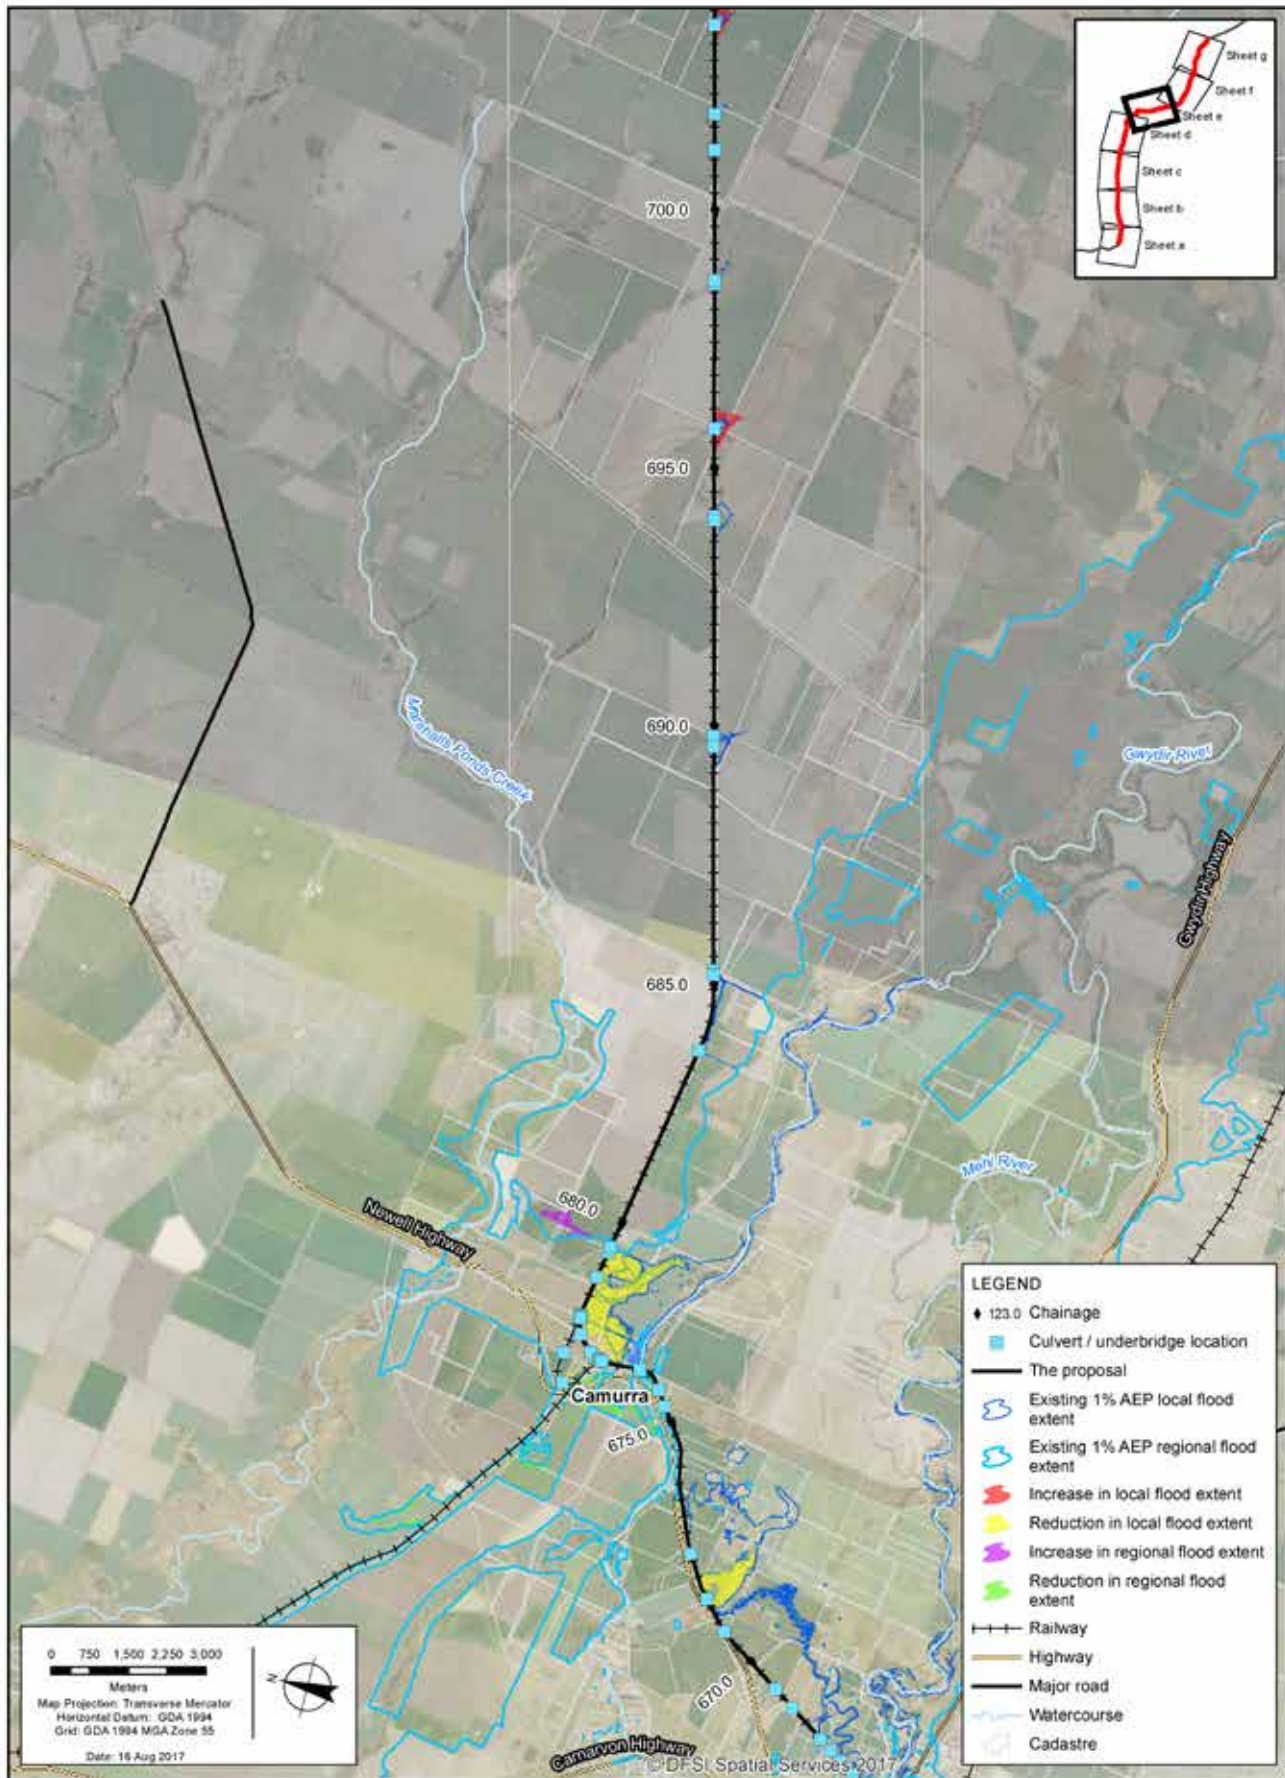 Sheet g
Sheet f
Sheet e
Sheet d
Sheet c
Sheet b
Sheet a
700.0
695.0
690.0
Marshalls Ponds Creek
Gwydir River
Gwydir Highway
685.0
Mehi River
680.0
Newell Highway
Camurra
675.0
670.0
Carnarvon Highway
© DFSI Spatial Services 2017
LEGEND
123.0 Chainage
Culvert / underbridge location
The proposal
Existing 1% AEP local flood
extent
Existing 1% AEP regional flood
extent
Increase in local flood extent
Reduction in local flood extent
Increase in regional flood extent
Reduction in regional flood
extent
Railway
Highway
Major road
Watercourse
Cadastre
0 750 1,500 2,250 3,000
Meters
Map Projection: Transverse Mercator
Horizontal Datum: GDA 1994
Grid: GDA 1994 MGA Zone 55
Date: 16 Aug 2017
N